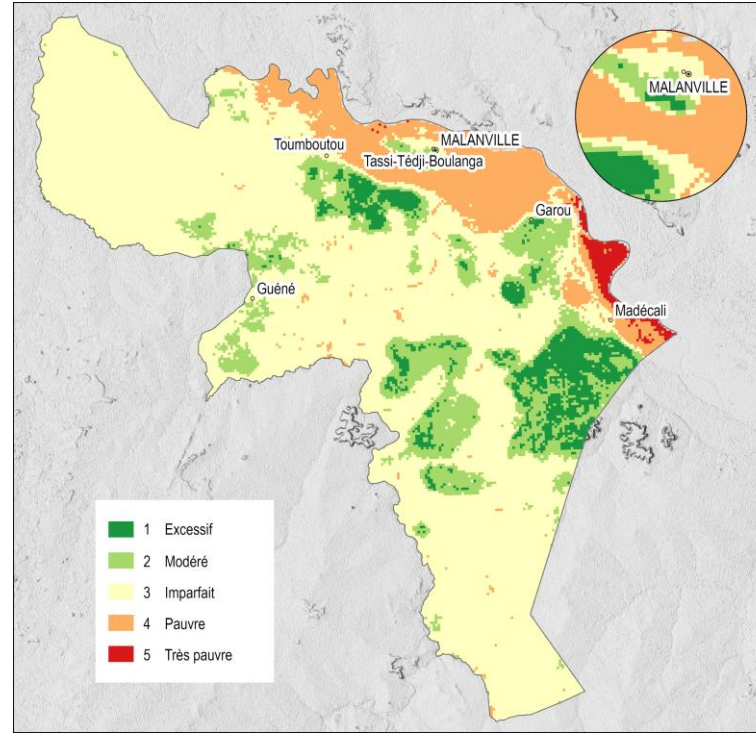 MALANVILLE
Toumboutou
MALANVILLE
Tassi-Tédji-Boulanga
Garou
Guéné
Madécali
1 Excessif
2 Modéré
3 Imparfait
4 Pauvre
5 Très pauvre